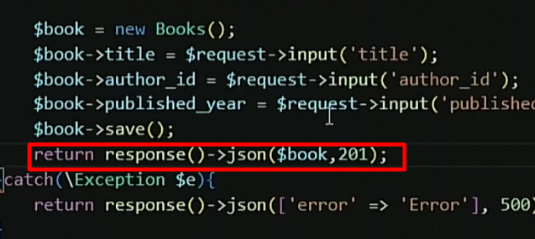 $book = new Books();
$book->title = $request->input('title');
$book->author_id = $request->input('author_id');
$book->published_year = $request->input('published
$book->save();
return response()->json($book,201);
}catch(\Exception $e){
return response()->json(['error' => 'Error'], 500)